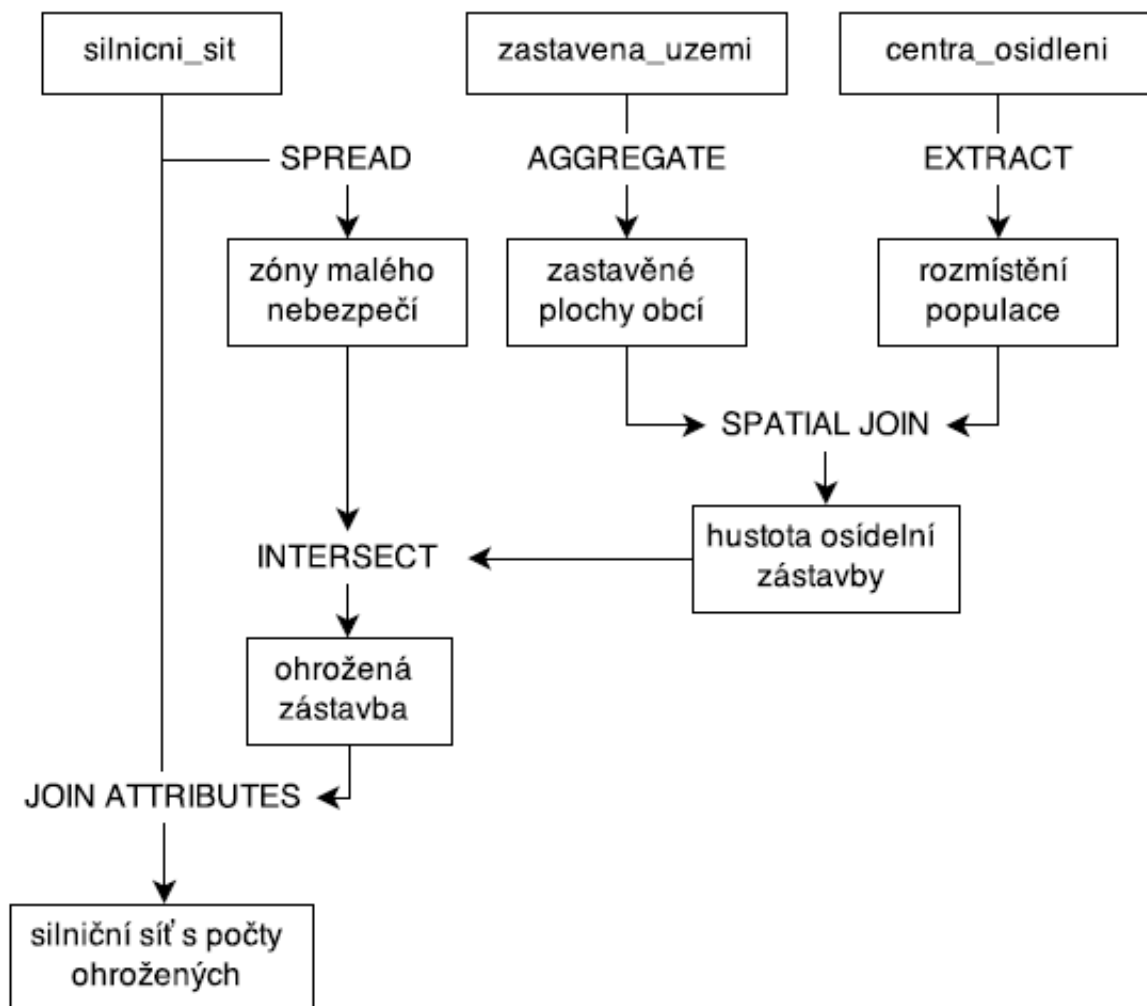 silnicni_sit
zastavena_uzemi
centra_osidleni
SPREAD
AGGREGATE
EXTRACT
zóny malého
nebezpečí
zastavěné
plochy obcí
rozmístění
populace
SPATIAL JOIN
hustota osídelní
zástavby
INTERSECT
ohrožená
zástavba
JOIN ATTRIBUTES
silniční síť s počty
ohrožených